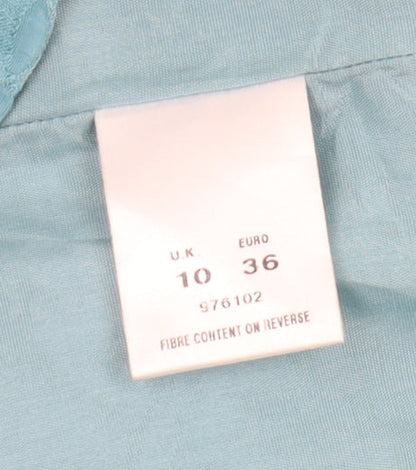 U.K. EURO
10 36
976102
FIBRE CONTENT ON REVERSE